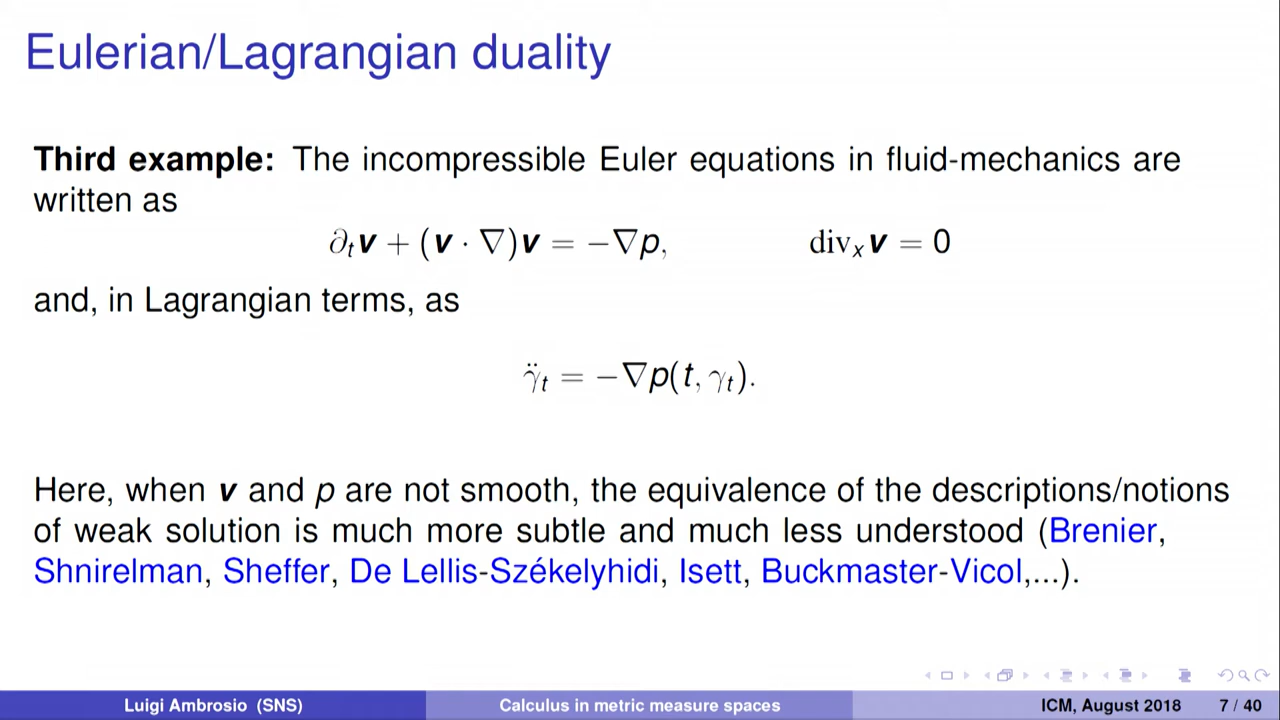 Eulerian/Lagrangian duality
Third example: The incompressible Euler equations in fluid-mechanics are
written as
∂ₜv + (v · ∇)v = −∇p, divₓv = 0
and, in Lagrangian terms, as
γ̈ₜ = −∇p(t, γₜ).
Here, when v and p are not smooth, the equivalence of the descriptions/notions
of weak solution is much more subtle and much less understood (Brenier,
Shnirelman, Sheffer, De Lellis-Székelyhidi, Isett, Buckmaster-Vicol,...).
Luigi Ambrosio (SNS) Calculus in metric measure spaces ICM, August 2018 7 / 40